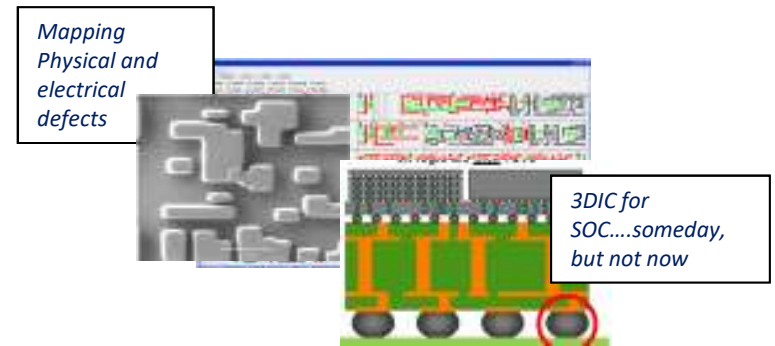 Mapping
Physical and
electrical
defects
3DIC for
SOC....someday,
but not now